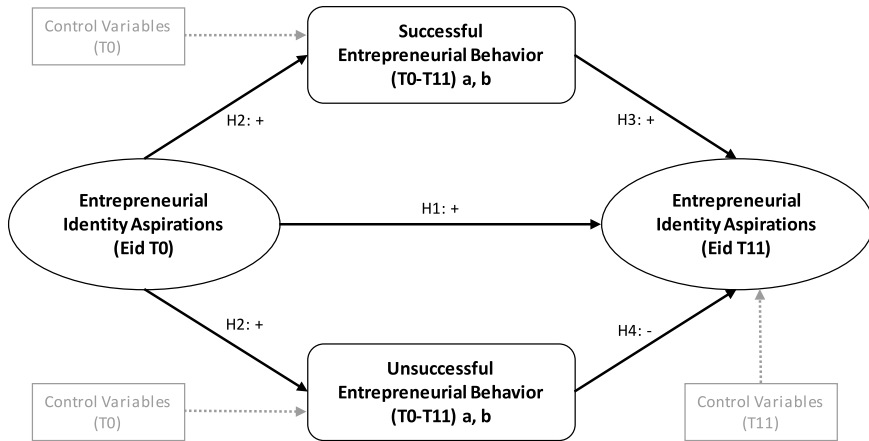 Control Variables
(T0)
Successful
Entrepreneurial Behavior
(T0-T11) a, b
H2: +
H3: +
Entrepreneurial
Identity Aspirations
(Eid T0)
H1: +
Entrepreneurial
Identity Aspirations
(Eid T11)
H2: +
H4: -
Unsuccessful
Entrepreneurial Behavior
(T0-T11) a, b
Control Variables
(T0)
Control Variables
(T11)